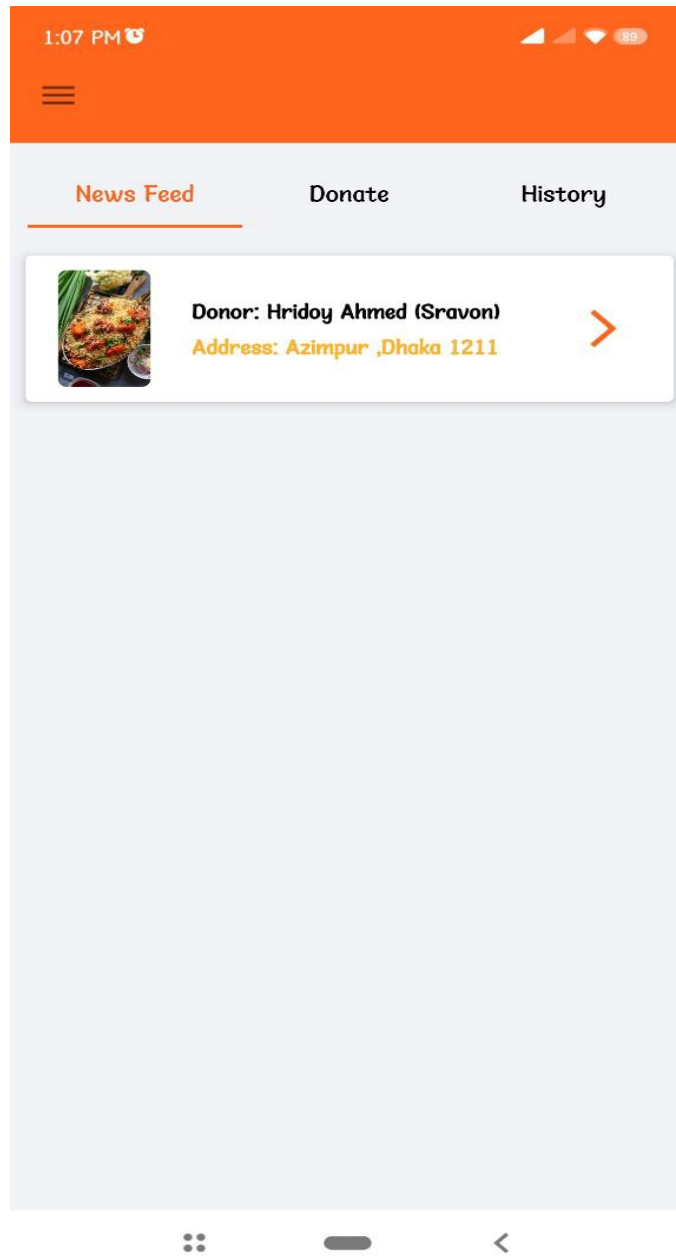 1:07 PM
89
News Feed
Donate
History
Donor: Hridoy Ahmed (Sravon)
Address: Azimpur ,Dhaka 1211